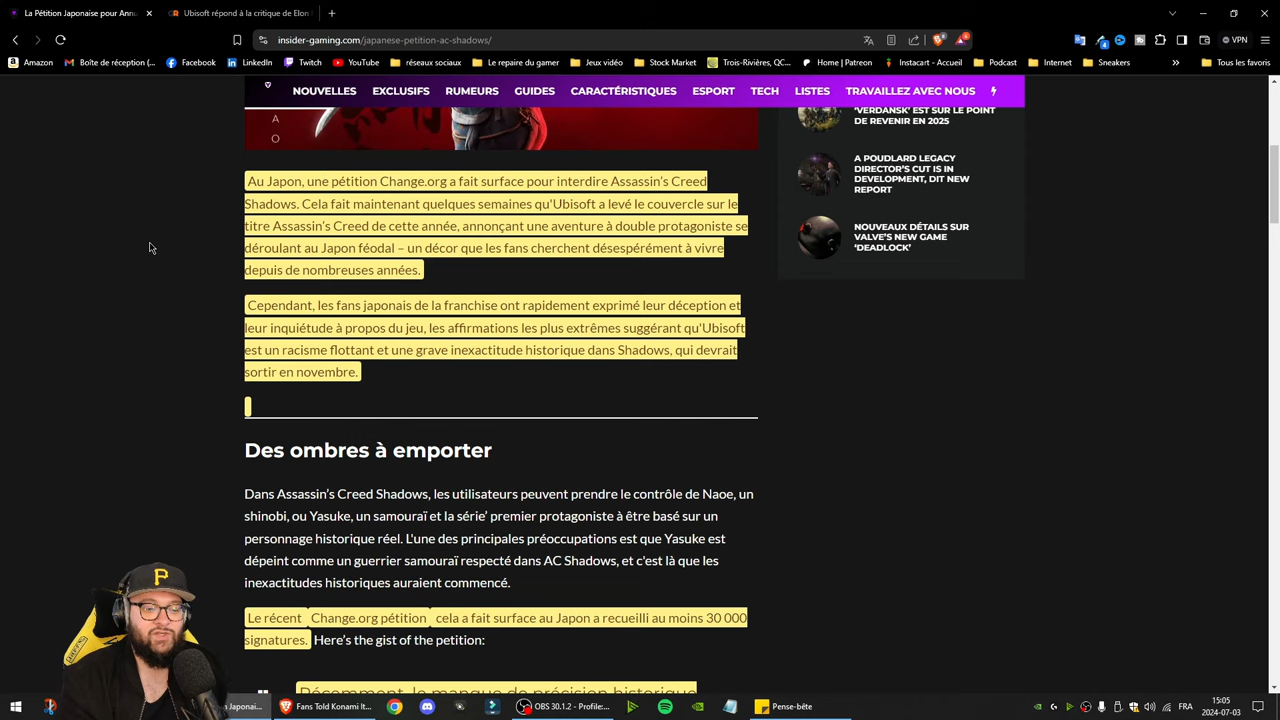 La Pétition Japonaise pour Annu
Ubisoft répond à la critique de Elon
insider-gaming.com/japanese-petition-ac-shadows/
VPN
Amazon
Boîte de réception (...
Facebook
LinkedIn
Twitch
YouTube
réseaux sociaux
Le repaire du gamer
Jeux vidéo
Stock Market
Trois-Rivières, QC...
Home | Patreon
Instacart - Accueil
Podcast
Internet
Sneakers
Tous les favoris
NOUVELLES
EXCLUSIFS
RUMEURS
GUIDES
CARACTÉRISTIQUES
ESPORT
TECH
LISTES
TRAVAILLEZ AVEC NOUS
A
O
'VERDANSK' EST SUR LE POINT
DE REVENIR EN 2025
A POUDLARD LEGACY
DIRECTOR'S CUT IS IN
DEVELOPMENT, DIT NEW
REPORT
NOUVEAUX DÉTAILS SUR
VALVE'S NEW GAME
'DEADLOCK'
Au Japon, une pétition Change.org a fait surface pour interdire Assassin's Creed
Shadows. Cela fait maintenant quelques semaines qu'Ubisoft a levé le couvercle sur le
titre Assassin's Creed de cette année, annonçant une aventure à double protagoniste se
déroulant au Japon féodal – un décor que les fans cherchent désespérément à vivre
depuis de nombreuses années.
Cependant, les fans japonais de la franchise ont rapidement exprimé leur déception et
leur inquiétude à propos du jeu, les affirmations les plus extrêmes suggérant qu'Ubisoft
est un racisme flottant et une grave inexactitude historique dans Shadows, qui devrait
sortir en novembre.
Des ombres à emporter
Dans Assassin's Creed Shadows, les utilisateurs peuvent prendre le contrôle de Naoe, un
shinobi, ou Yasuke, un samouraï et la série' premier protagoniste à être basé sur un
personnage historique réel. L'une des principales préoccupations est que Yasuke est
dépeint comme un guerrier samouraï respecté dans AC Shadows, et c'est là que les
inexactitudes historiques auraient commencé.
Le récent Change.org pétition cela a fait surface au Japon a recueilli au moins 30 000
signatures. Here's the gist of the petition:
Récemment, le manque de précision historique
P
Japonai...
Fans Told Konami It...
OBS 30.1.2 - Profile:...
Pense-bête
FRA
15:05
2024-07-03